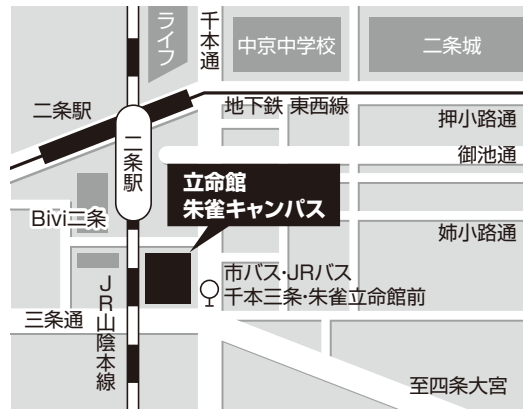 ライフ
千本通
中京中学校
二条城
二条駅
地下鉄 東西線
押小路通
二条駅
御池通
立命館
朱雀キャンパス
Bivi二条
姉小路通
市バス・JRバス
千本三条・朱雀立命館前
三条通
JR山陰本線
至四条大宮